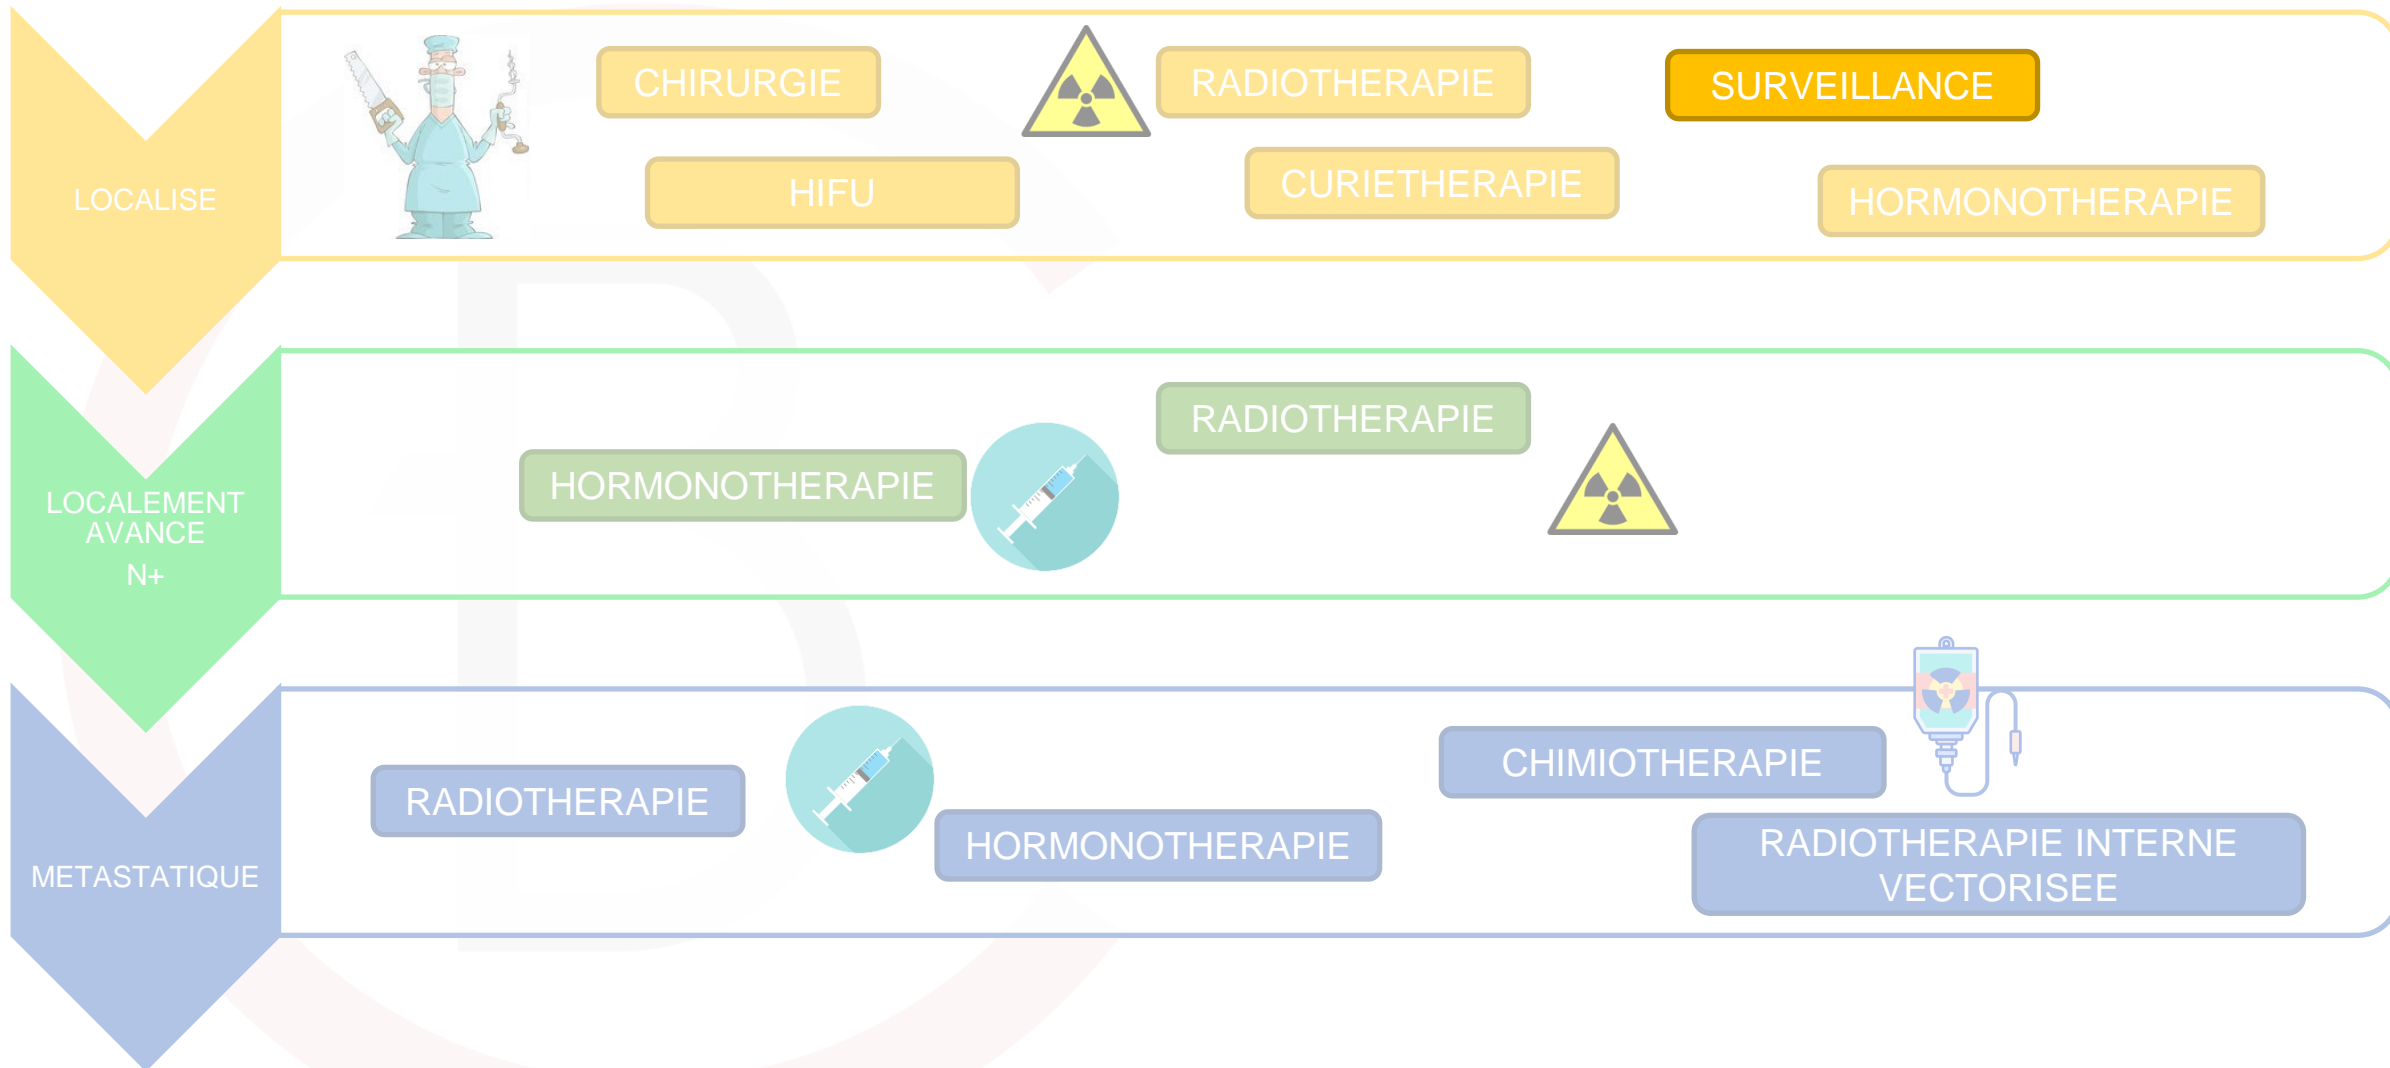 LOCALISE
CHIRURGIE
RADIOTHERAPIE
SURVEILLANCE
HIFU
CURIETHERAPIE
HORMONOTHERAPIE
LOCALEMENT
AVANCE
N+
RADIOTHERAPIE
HORMONOTHERAPIE
METASTATIQUE
RADIOTHERAPIE
HORMONOTHERAPIE
CHIMIOTHERAPIE
RADIOTHERAPIE INTERNE
VECTORISEE